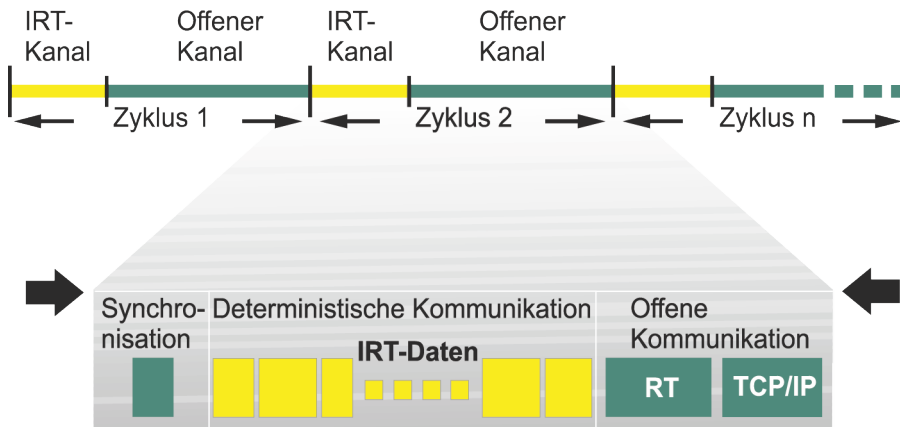 IRT-
Kanal
Offener
Kanal
IRT-
Kanal
Offener
Kanal
Zyklus 1
Zyklus 2
Zyklus n
Synchro-
nisation
Deterministische Kommunikation
IRT-Daten
Offene
Kommunikation
RT
TCP/IP